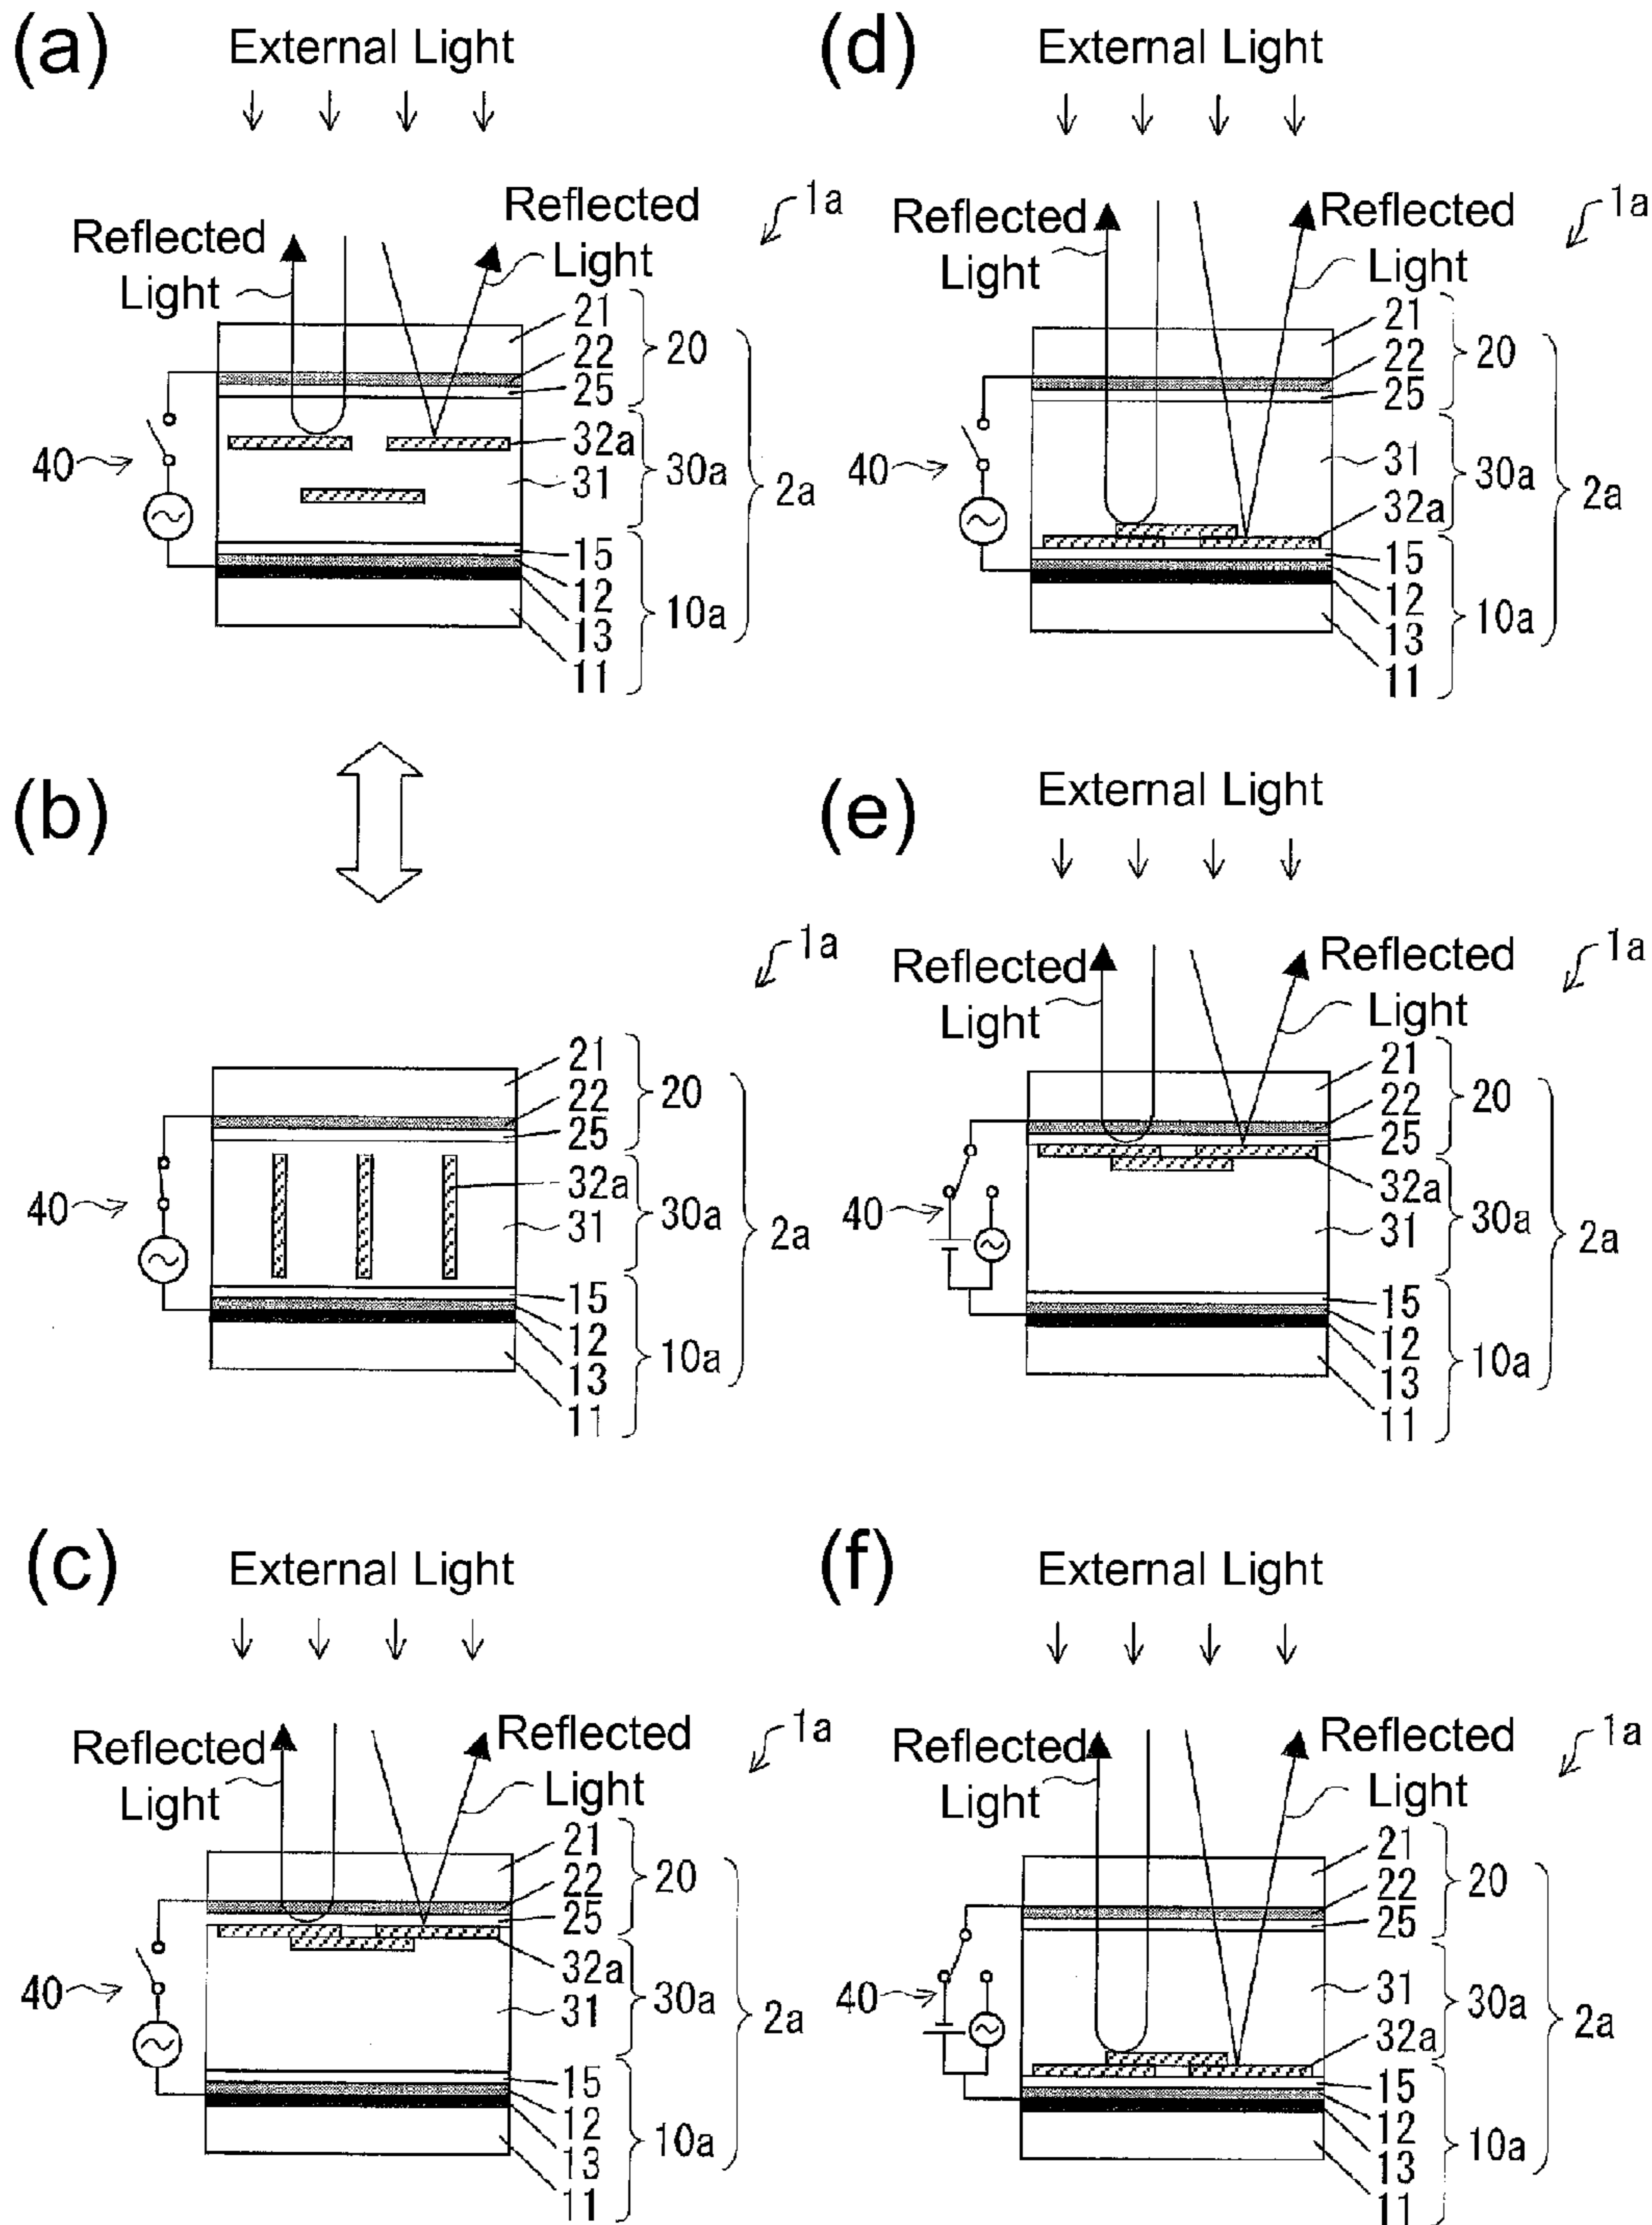 (a)
External Light
1a
Reflected
Light
Reflected
Light
21
22
25
20
32a
31
30a
40
2a
15
12
13
11
10a
(b)
1a
21
22
25
20
32a
31
30a
40
2a
15
12
13
11
10a
(c)
External Light
1a
Reflected
Light
Reflected
Light
21
22
25
20
32a
31
30a
40
2a
15
12
13
11
10a
(d)
External Light
1a
Reflected
Light
Reflected
Light
21
22
25
20
31
32a
30a
40
2a
15
12
13
11
10a
(e)
External Light
1a
Reflected
Light
Reflected
Light
21
22
25
20
32a
31
30a
40
2a
15
12
13
11
10a
(f)
External Light
1a
Reflected
Light
Reflected
Light
21
22
25
20
31
32a
30a
40
2a
15
12
13
11
10a